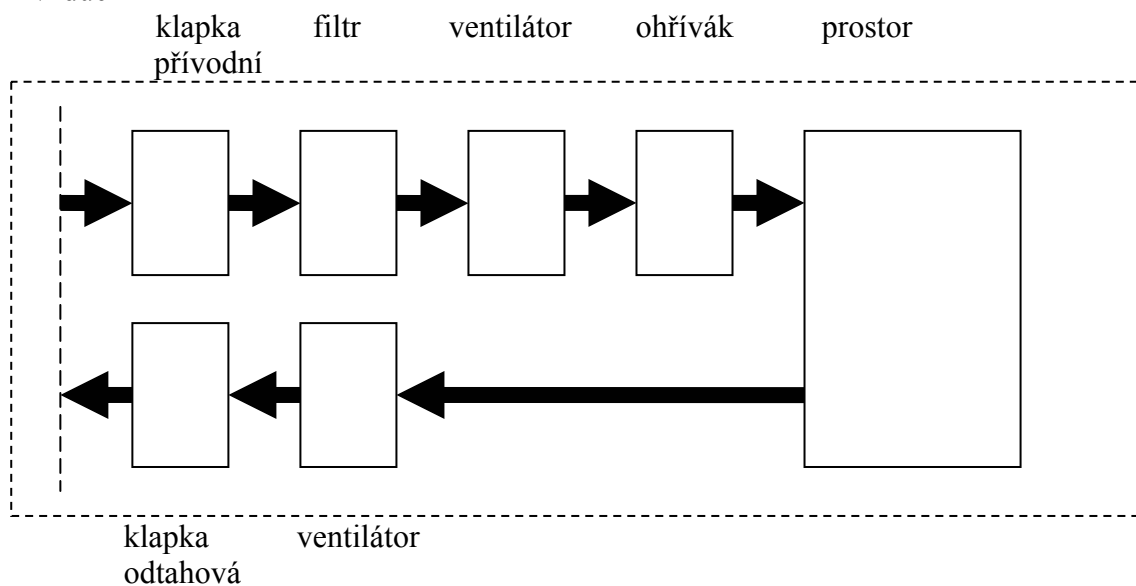 klapka filtr ventilátor ohřívák prostor
přívodní
klapka ventilátor
odtahová